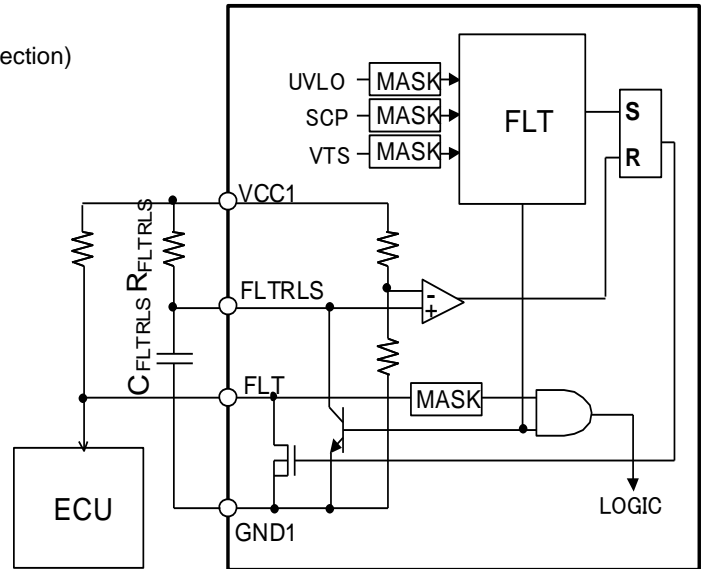 ection)
UVLO
MASK
SCP
MASK
VTS
MASK
FLT
S
R
VCC1
RFLTRLS
CFLTRLS
FLTRLS
FLT
MASK
ECU
GND1
LOGIC
-
+